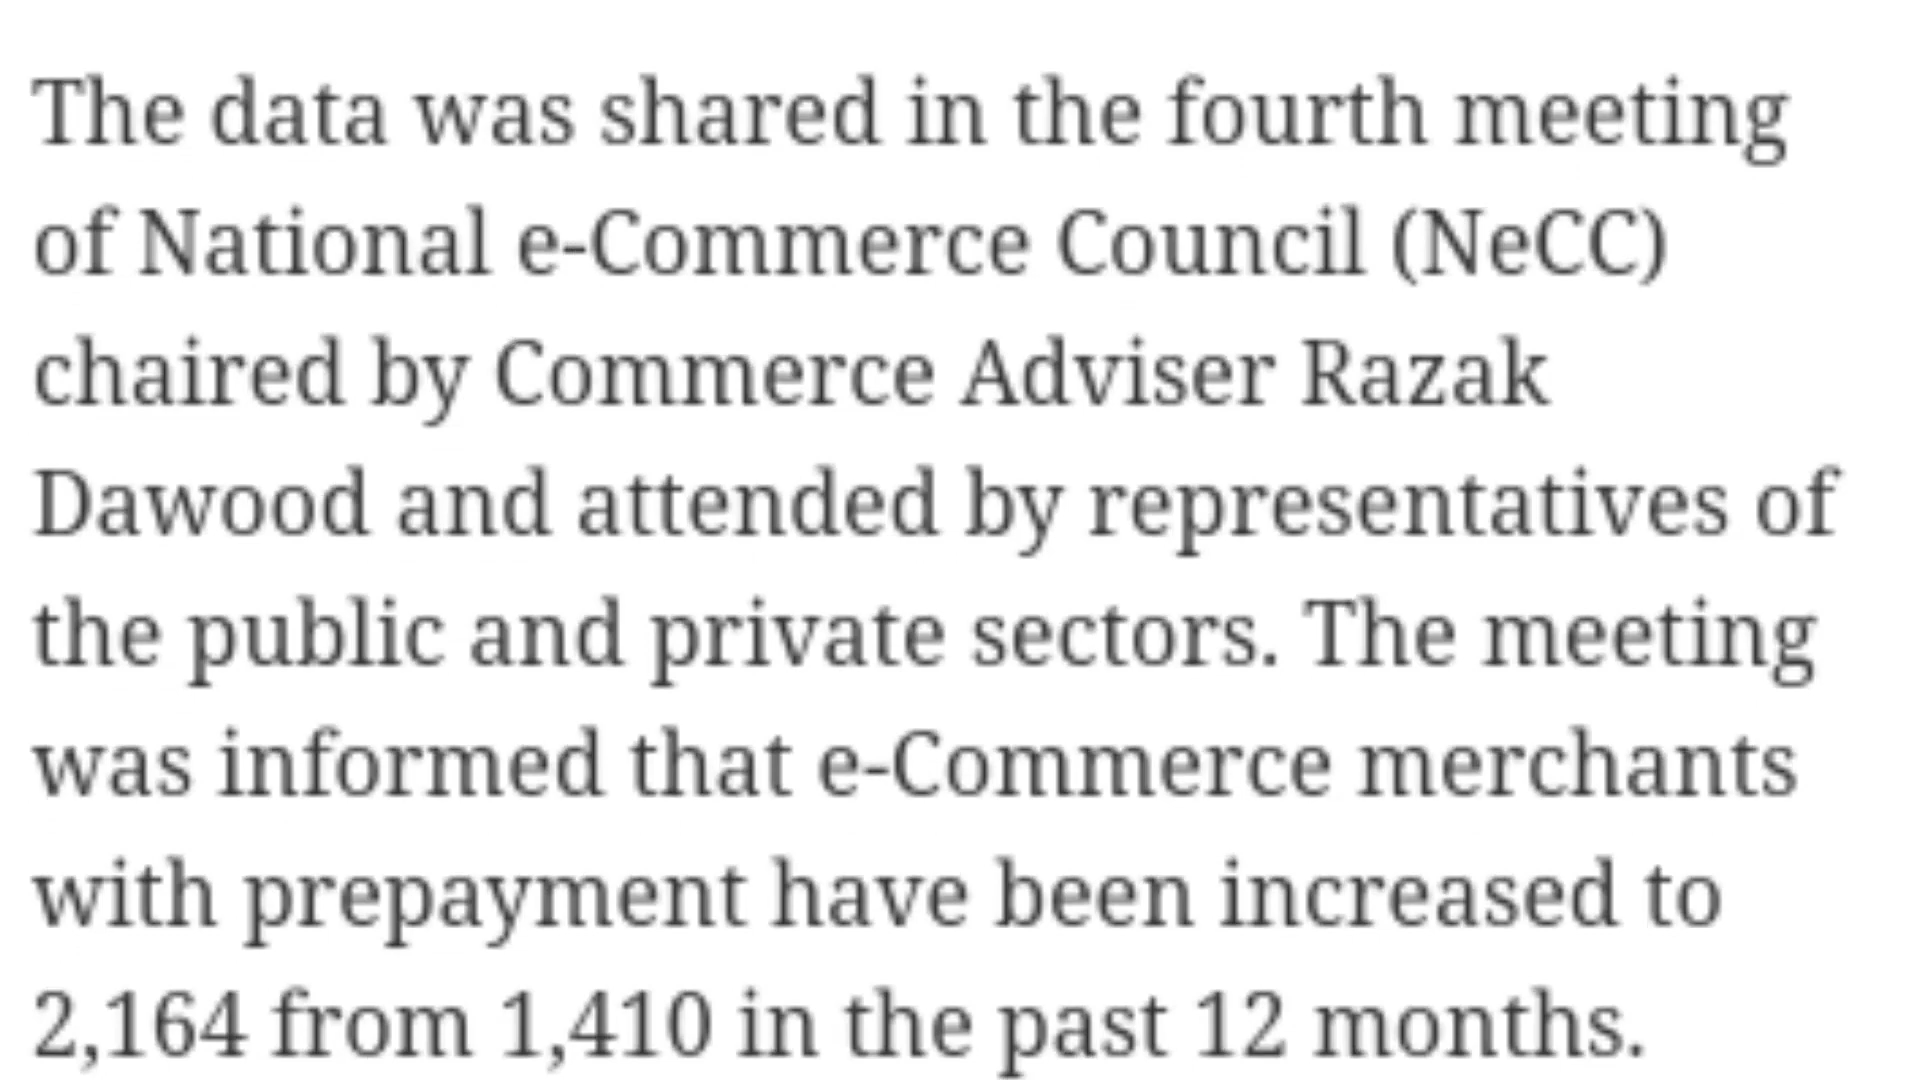 The data was shared in the fourth meeting
of National e-Commerce Council (NeCC)
chaired by Commerce Adviser Razak
Dawood and attended by representatives of
the public and private sectors. The meeting
was informed that e-Commerce merchants
with prepayment have been increased to
2,164 from 1,410 in the past 12 months.